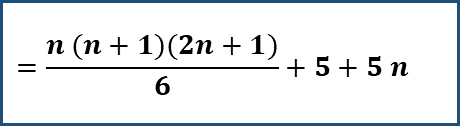 = n (n + 1)(2n + 1) / 6 + 5 + 5 n